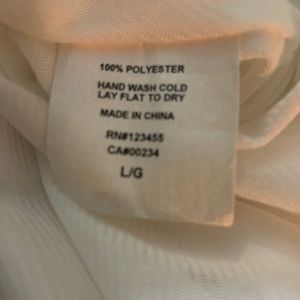 100% POLYESTER
HAND WASH COLD
LAY FLAT TO DRY
MADE IN CHINA
RN#123455
CA#00234
L/G